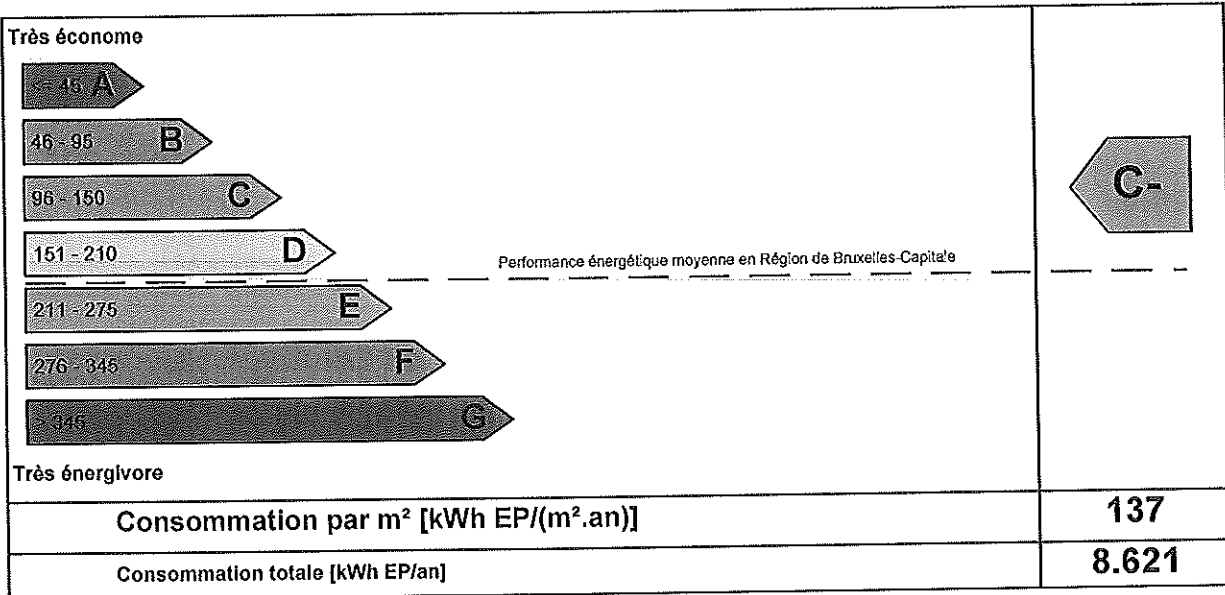 Très économe
<= 45 A
46 - 95 B
96 - 150 C
C-
151 - 210 D
Performance énergétique moyenne en Région de Bruxelles-Capitale
211 - 275 E
276 - 345 F
> 345 G
Très énergivore
Consommation par m² [kWh EP/(m².an)] 137
Consommation totale [kWh EP/an] 8.621